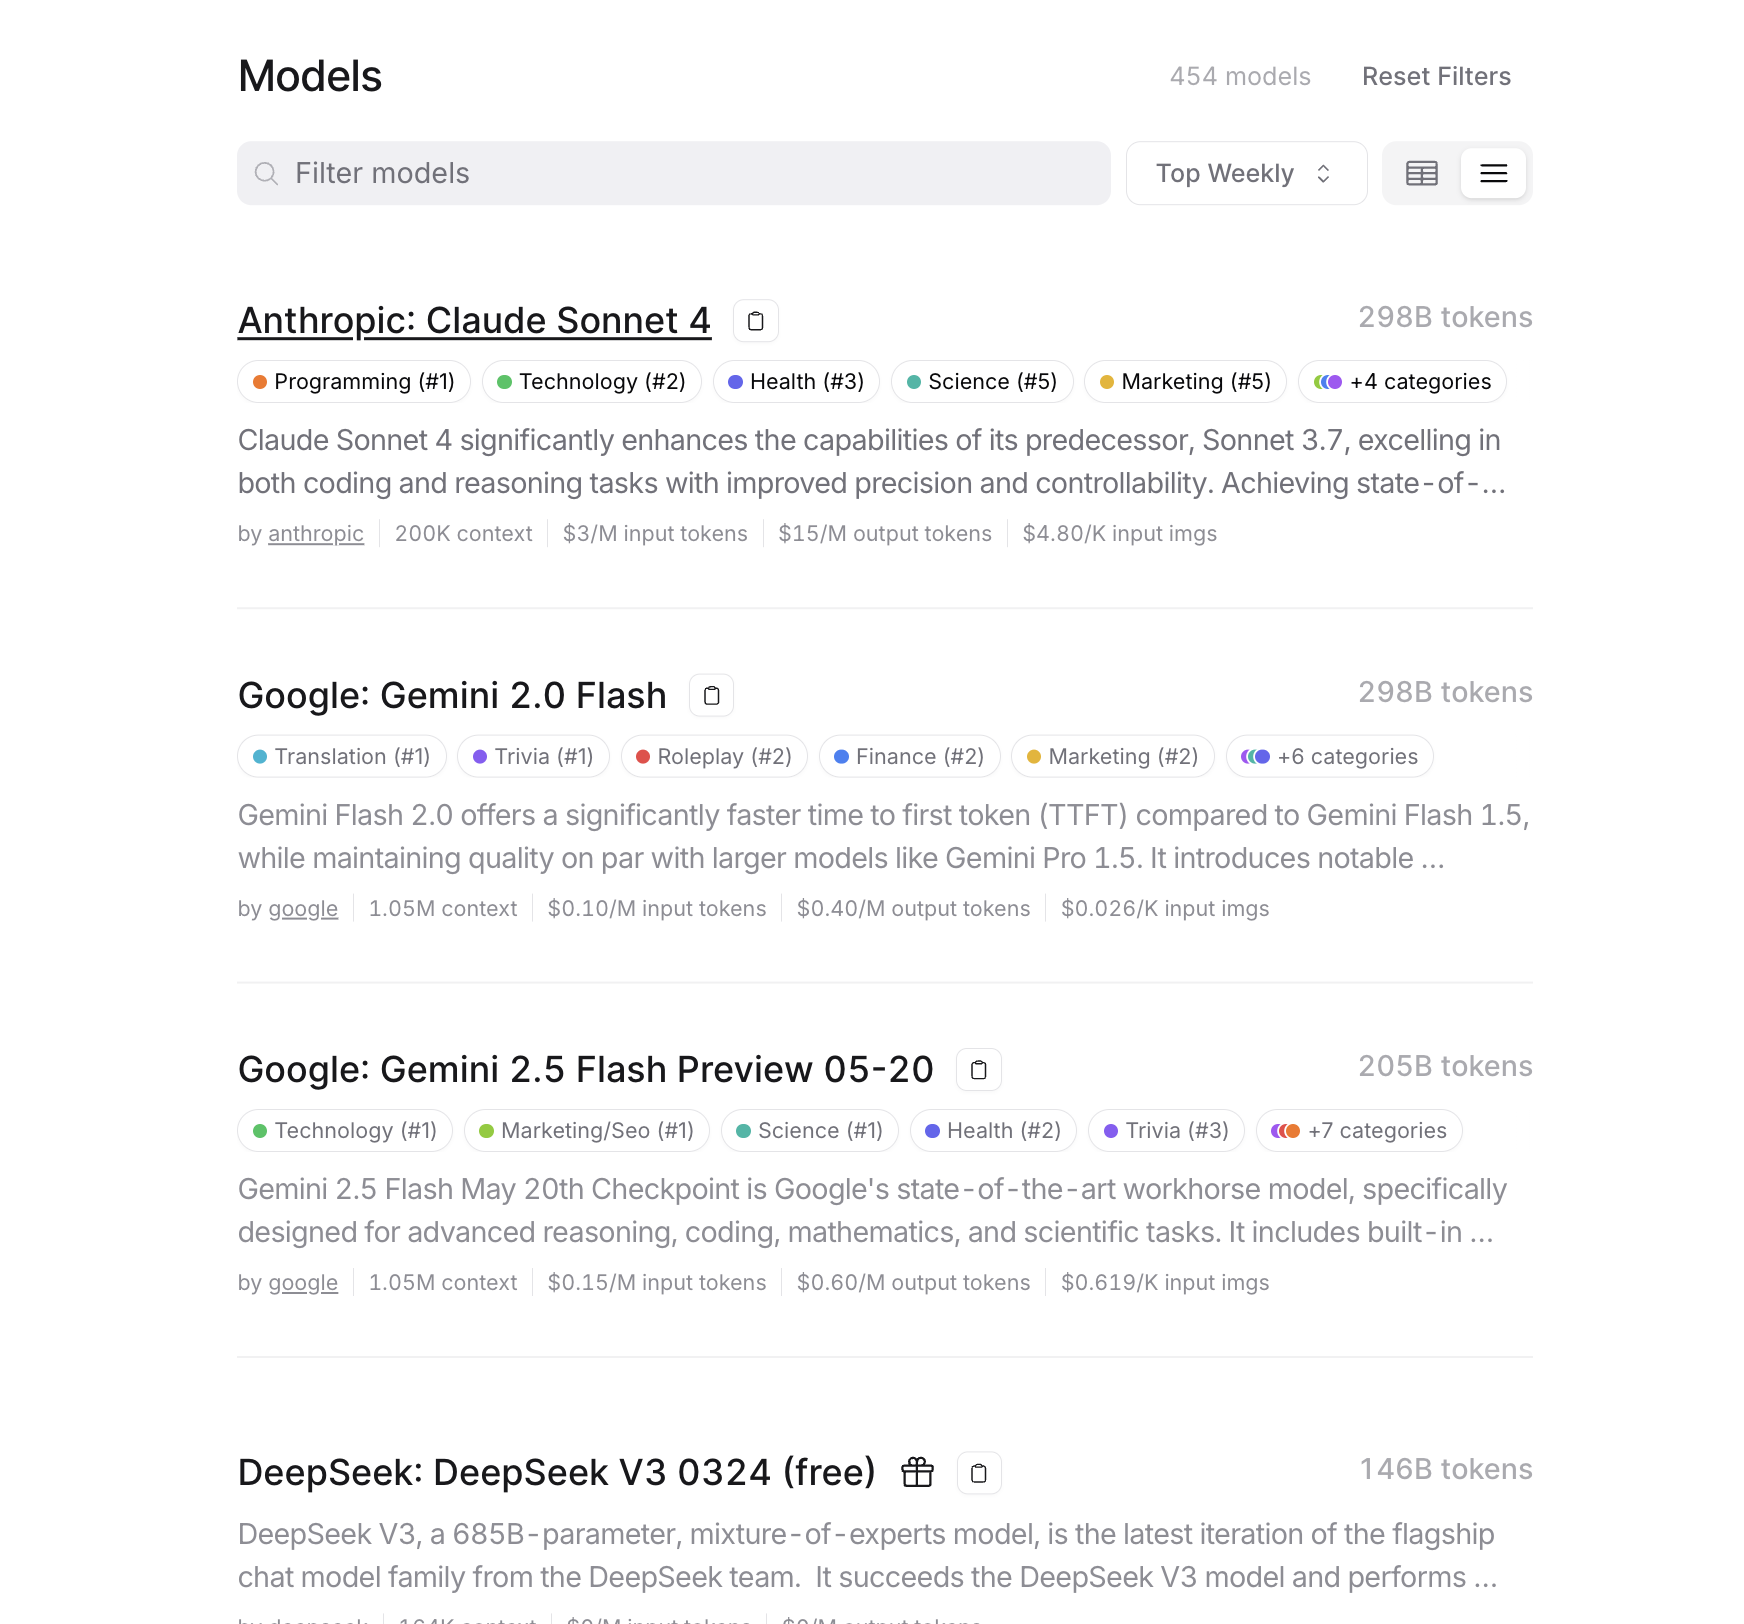 Models
454 models
Reset Filters
Filter models
Top Weekly
Anthropic: Claude Sonnet 4
298B tokens
Programming (#1)
Technology (#2)
Health (#3)
Science (#5)
Marketing (#5)
+4 categories
Claude Sonnet 4 significantly enhances the capabilities of its predecessor, Sonnet 3.7, excelling in
both coding and reasoning tasks with improved precision and controllability. Achieving state-of-...
by anthropic
200K context
$3/M input tokens
$15/M output tokens
$4.80/K input imgs
Google: Gemini 2.0 Flash
298B tokens
Translation (#1)
Trivia (#1)
Roleplay (#2)
Finance (#2)
Marketing (#2)
+6 categories
Gemini Flash 2.0 offers a significantly faster time to first token (TTFT) compared to Gemini Flash 1.5,
while maintaining quality on par with larger models like Gemini Pro 1.5. It introduces notable ...
by google
1.05M context
$0.10/M input tokens
$0.40/M output tokens
$0.026/K input imgs
Google: Gemini 2.5 Flash Preview 05-20
205B tokens
Technology (#1)
Marketing/Seo (#1)
Science (#1)
Health (#2)
Trivia (#3)
+7 categories
Gemini 2.5 Flash May 20th Checkpoint is Google's state-of-the-art workhorse model, specifically
designed for advanced reasoning, coding, mathematics, and scientific tasks. It includes built-in ...
by google
1.05M context
$0.15/M input tokens
$0.60/M output tokens
$0.619/K input imgs
DeepSeek: DeepSeek V3 0324 (free)
146B tokens
DeepSeek V3, a 685B-parameter, mixture-of-experts model, is the latest iteration of the flagship
chat model family from the DeepSeek team.  It succeeds the DeepSeek V3 model and performs ...